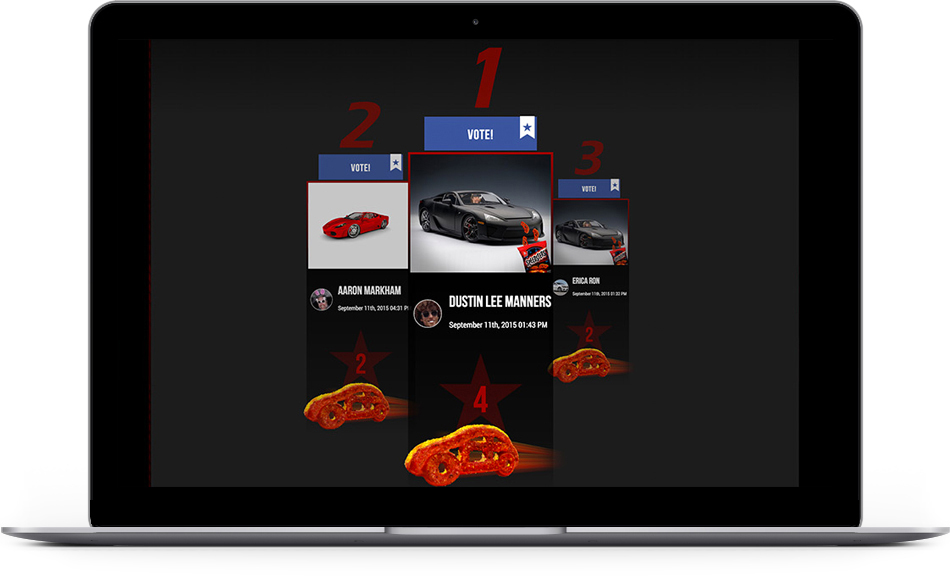 1
2
3
VOTE!
VOTE!
VOTE!
AARON MARKHAM
September 11th, 2015 04:31 P
DUSTIN LEE MANNERS
September 11th, 2015 01:43 PM
ERICA RON
September 11th, 2015 01:32 PM
2
4
2